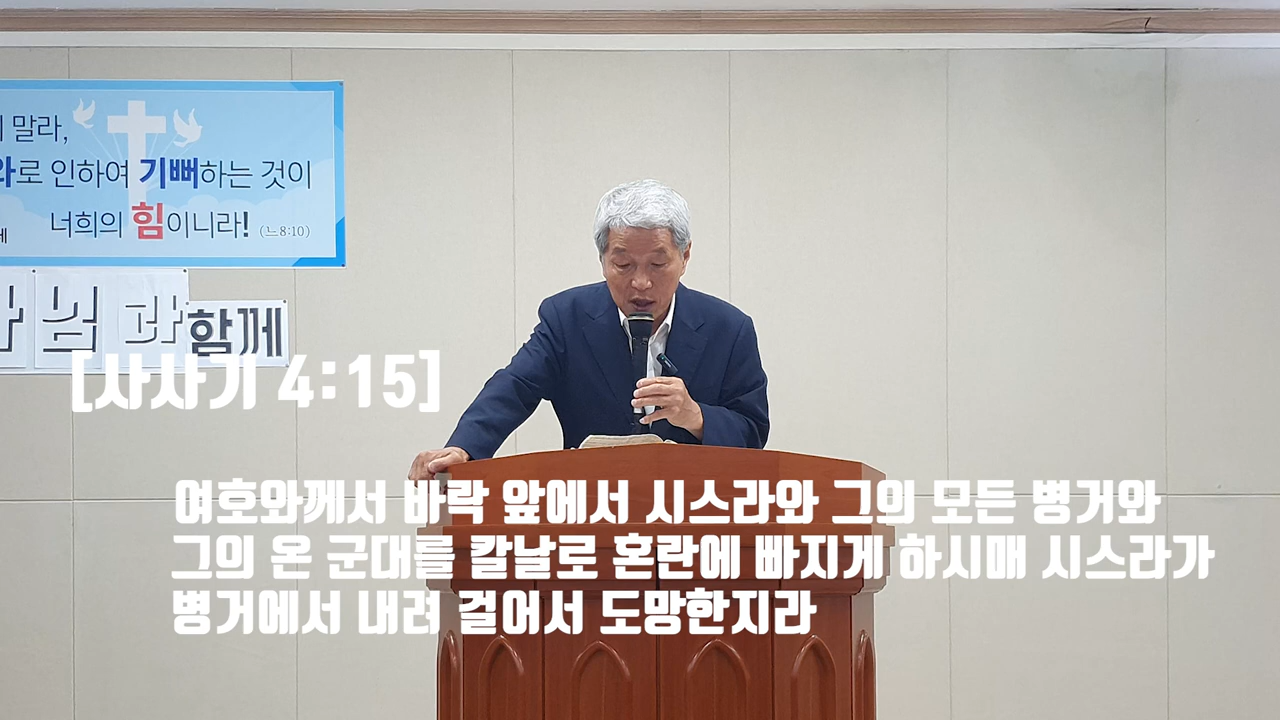 말라,
로 인하여 기뻐하는 것이
너희의 힘이니라! (느8:10)
님과 함께
[사사기 4:15]
여호와께서 바락 앞에서 시스라와 그의 모든 병거와
그의 온 군대를 칼날로 혼란에 빠지게 하시매 시스라가
병거에서 내려 걸어서 도망한지라